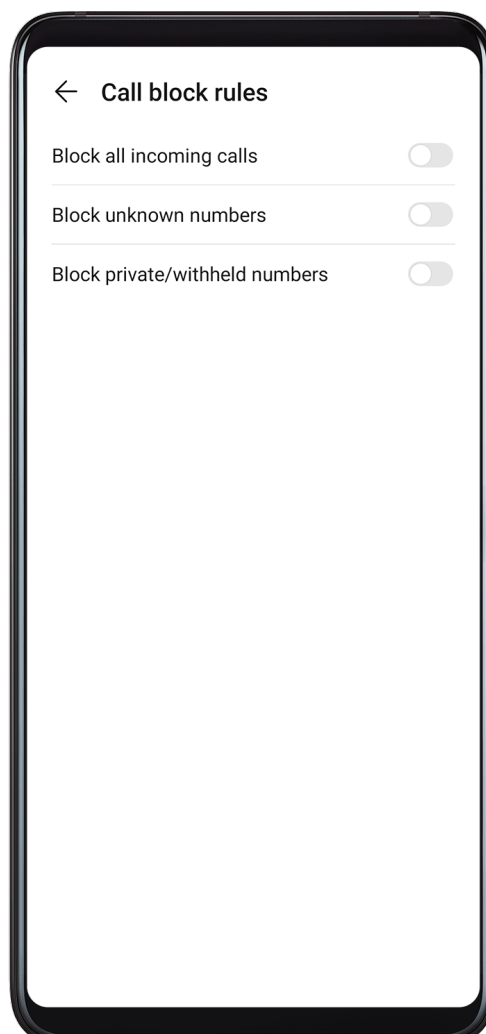 Call block rules
Block all incoming calls
Block unknown numbers
Block private/withheld numbers